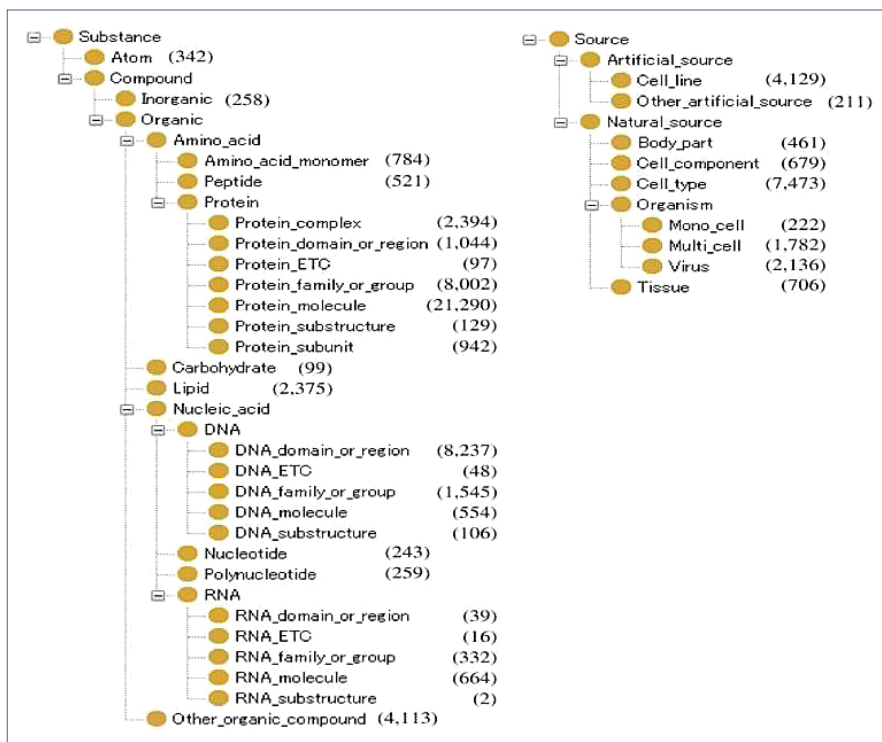 Substance
Atom (342)
Compound
Inorganic (258)
Organic
Amino_acid
Amino_acid_monomer (784)
Peptide (521)
Protein
Protein_complex (2,394)
Protein_domain_or_region (1,044)
Protein_ETC (97)
Protein_family_or_group (8,002)
Protein_molecule (21,290)
Protein_substructure (129)
Protein_subunit (942)
Carbohydrate (99)
Lipid (2,375)
Nucleic_acid
DNA
DNA_domain_or_region (8,237)
DNA_ETC (48)
DNA_family_or_group (1,545)
DNA_molecule (554)
DNA_substructure (106)
Nucleotide (243)
Polynucleotide (259)
RNA
RNA_domain_or_region (39)
RNA_ETC (16)
RNA_family_or_group (332)
RNA_molecule (664)
RNA_substructure (2)
Other_organic_compound (4,113)
Source
Artificial_source
Cell_line (4,129)
Other_artificial_source (211)
Natural_source
Body_part (461)
Cell_component (679)
Cell_type (7,473)
Organism
Mono_cell (222)
Multi_cell (1,782)
Virus (2,136)
Tissue (706)